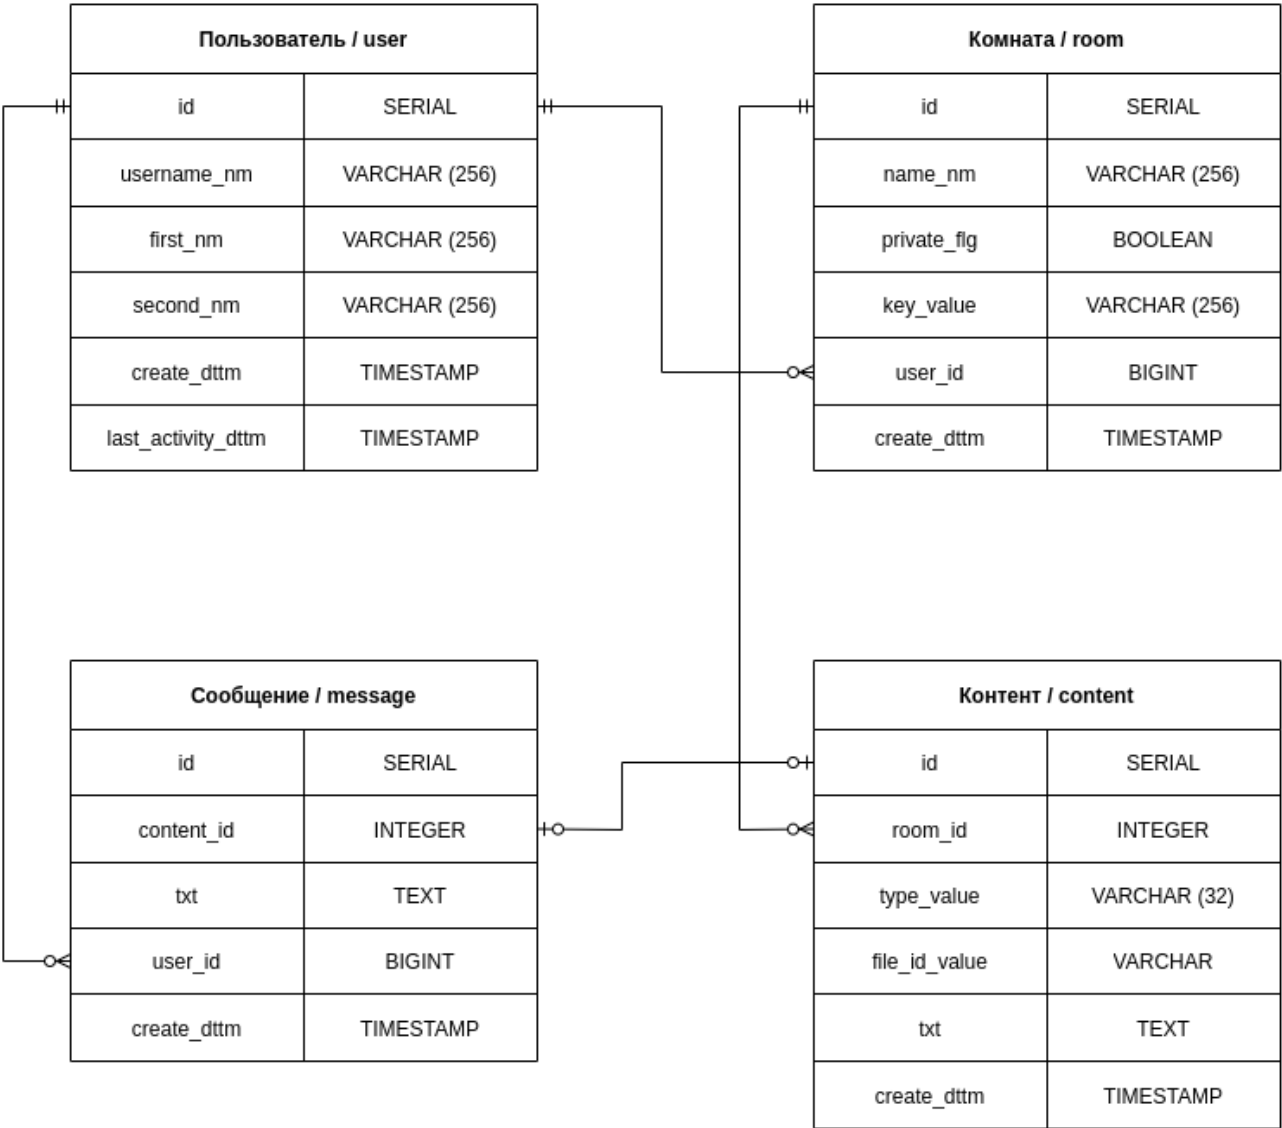 Пользователь / user
id SERIAL
username_nm VARCHAR (256)
first_nm VARCHAR (256)
second_nm VARCHAR (256)
create_dttm TIMESTAMP
last_activity_dttm TIMESTAMP
Комната / room
id SERIAL
name_nm VARCHAR (256)
private_flg BOOLEAN
key_value VARCHAR (256)
user_id BIGINT
create_dttm TIMESTAMP
Сообщение / message
id SERIAL
content_id INTEGER
txt TEXT
user_id BIGINT
create_dttm TIMESTAMP
Контент / content
id SERIAL
room_id INTEGER
type_value VARCHAR (32)
file_id_value VARCHAR
txt TEXT
create_dttm TIMESTAMP